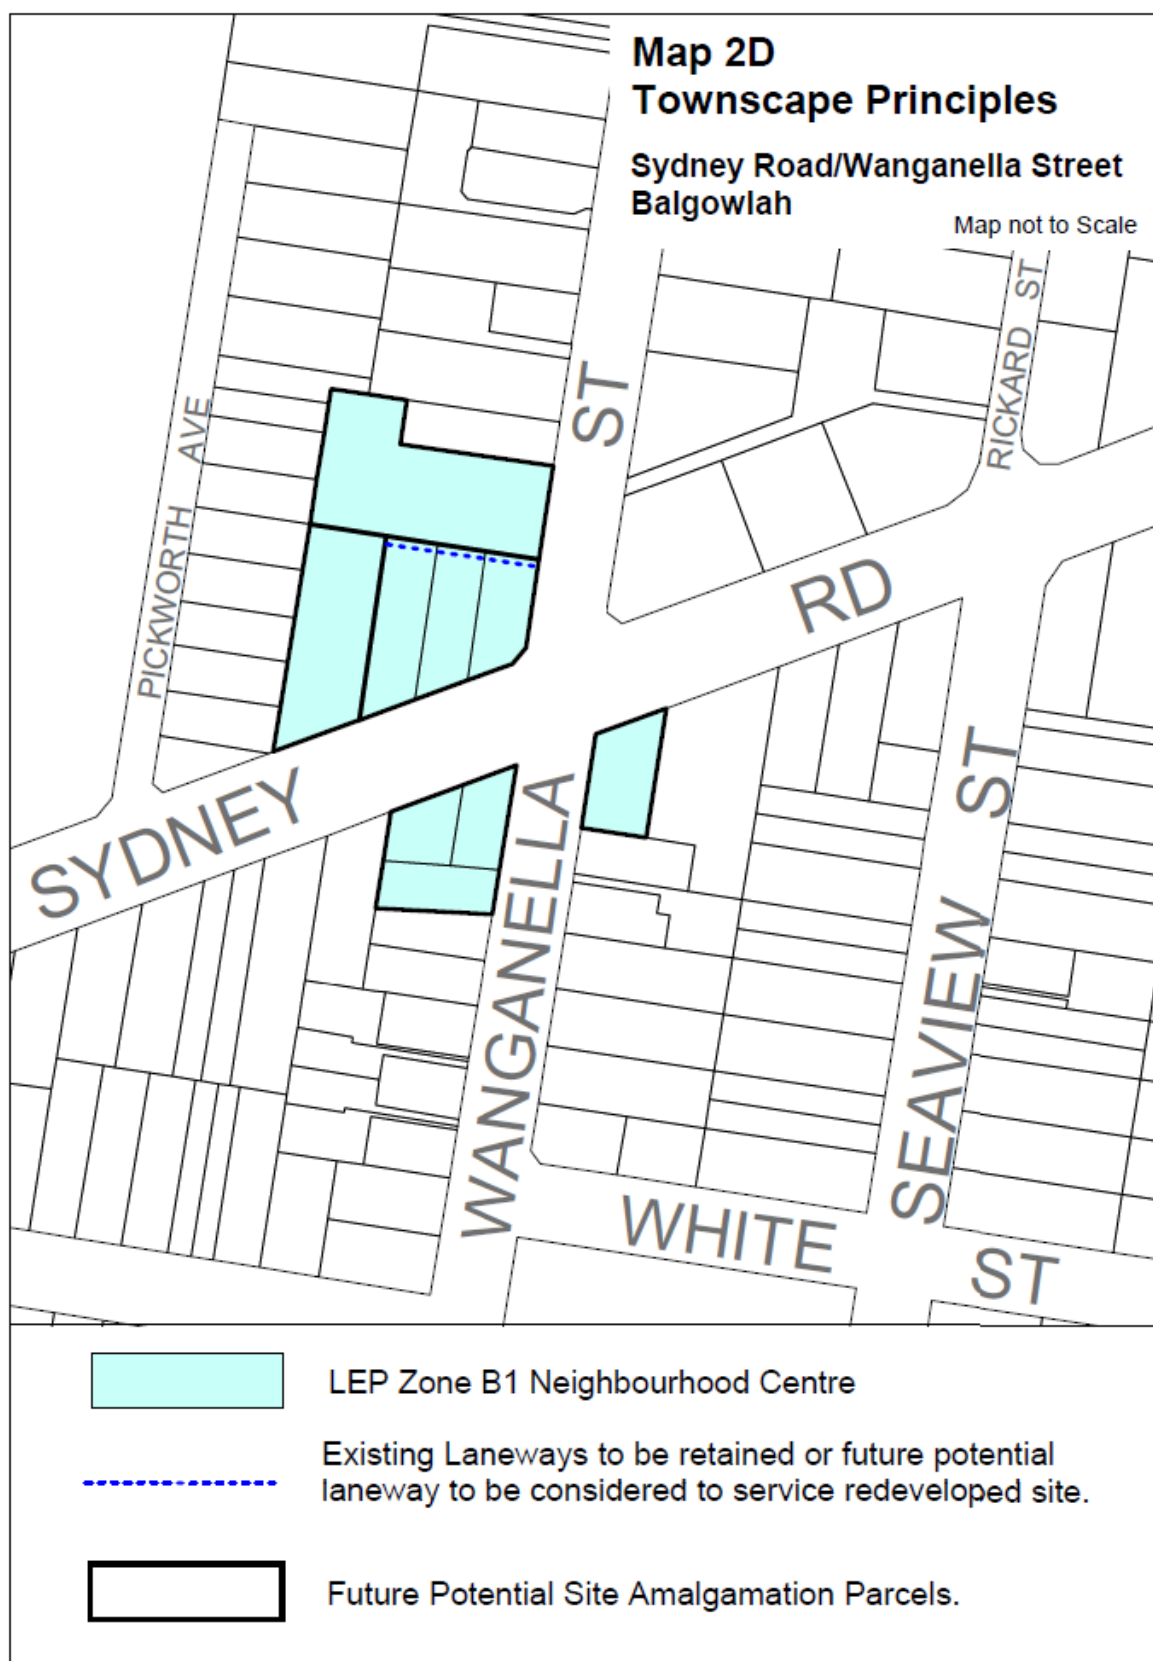 Map 2D
Townscape Principles
Sydney Road/Wanganella Street
Balgowlah
Map not to Scale
RICKARD ST
ST
PICKWORTH AVE
RD
SYDNEY
WANGANELLA
SEAVIEW ST
WHITE ST
LEP Zone B1 Neighbourhood Centre
Existing Laneways to be retained or future potential
laneway to be considered to service redeveloped site.
Future Potential Site Amalgamation Parcels.